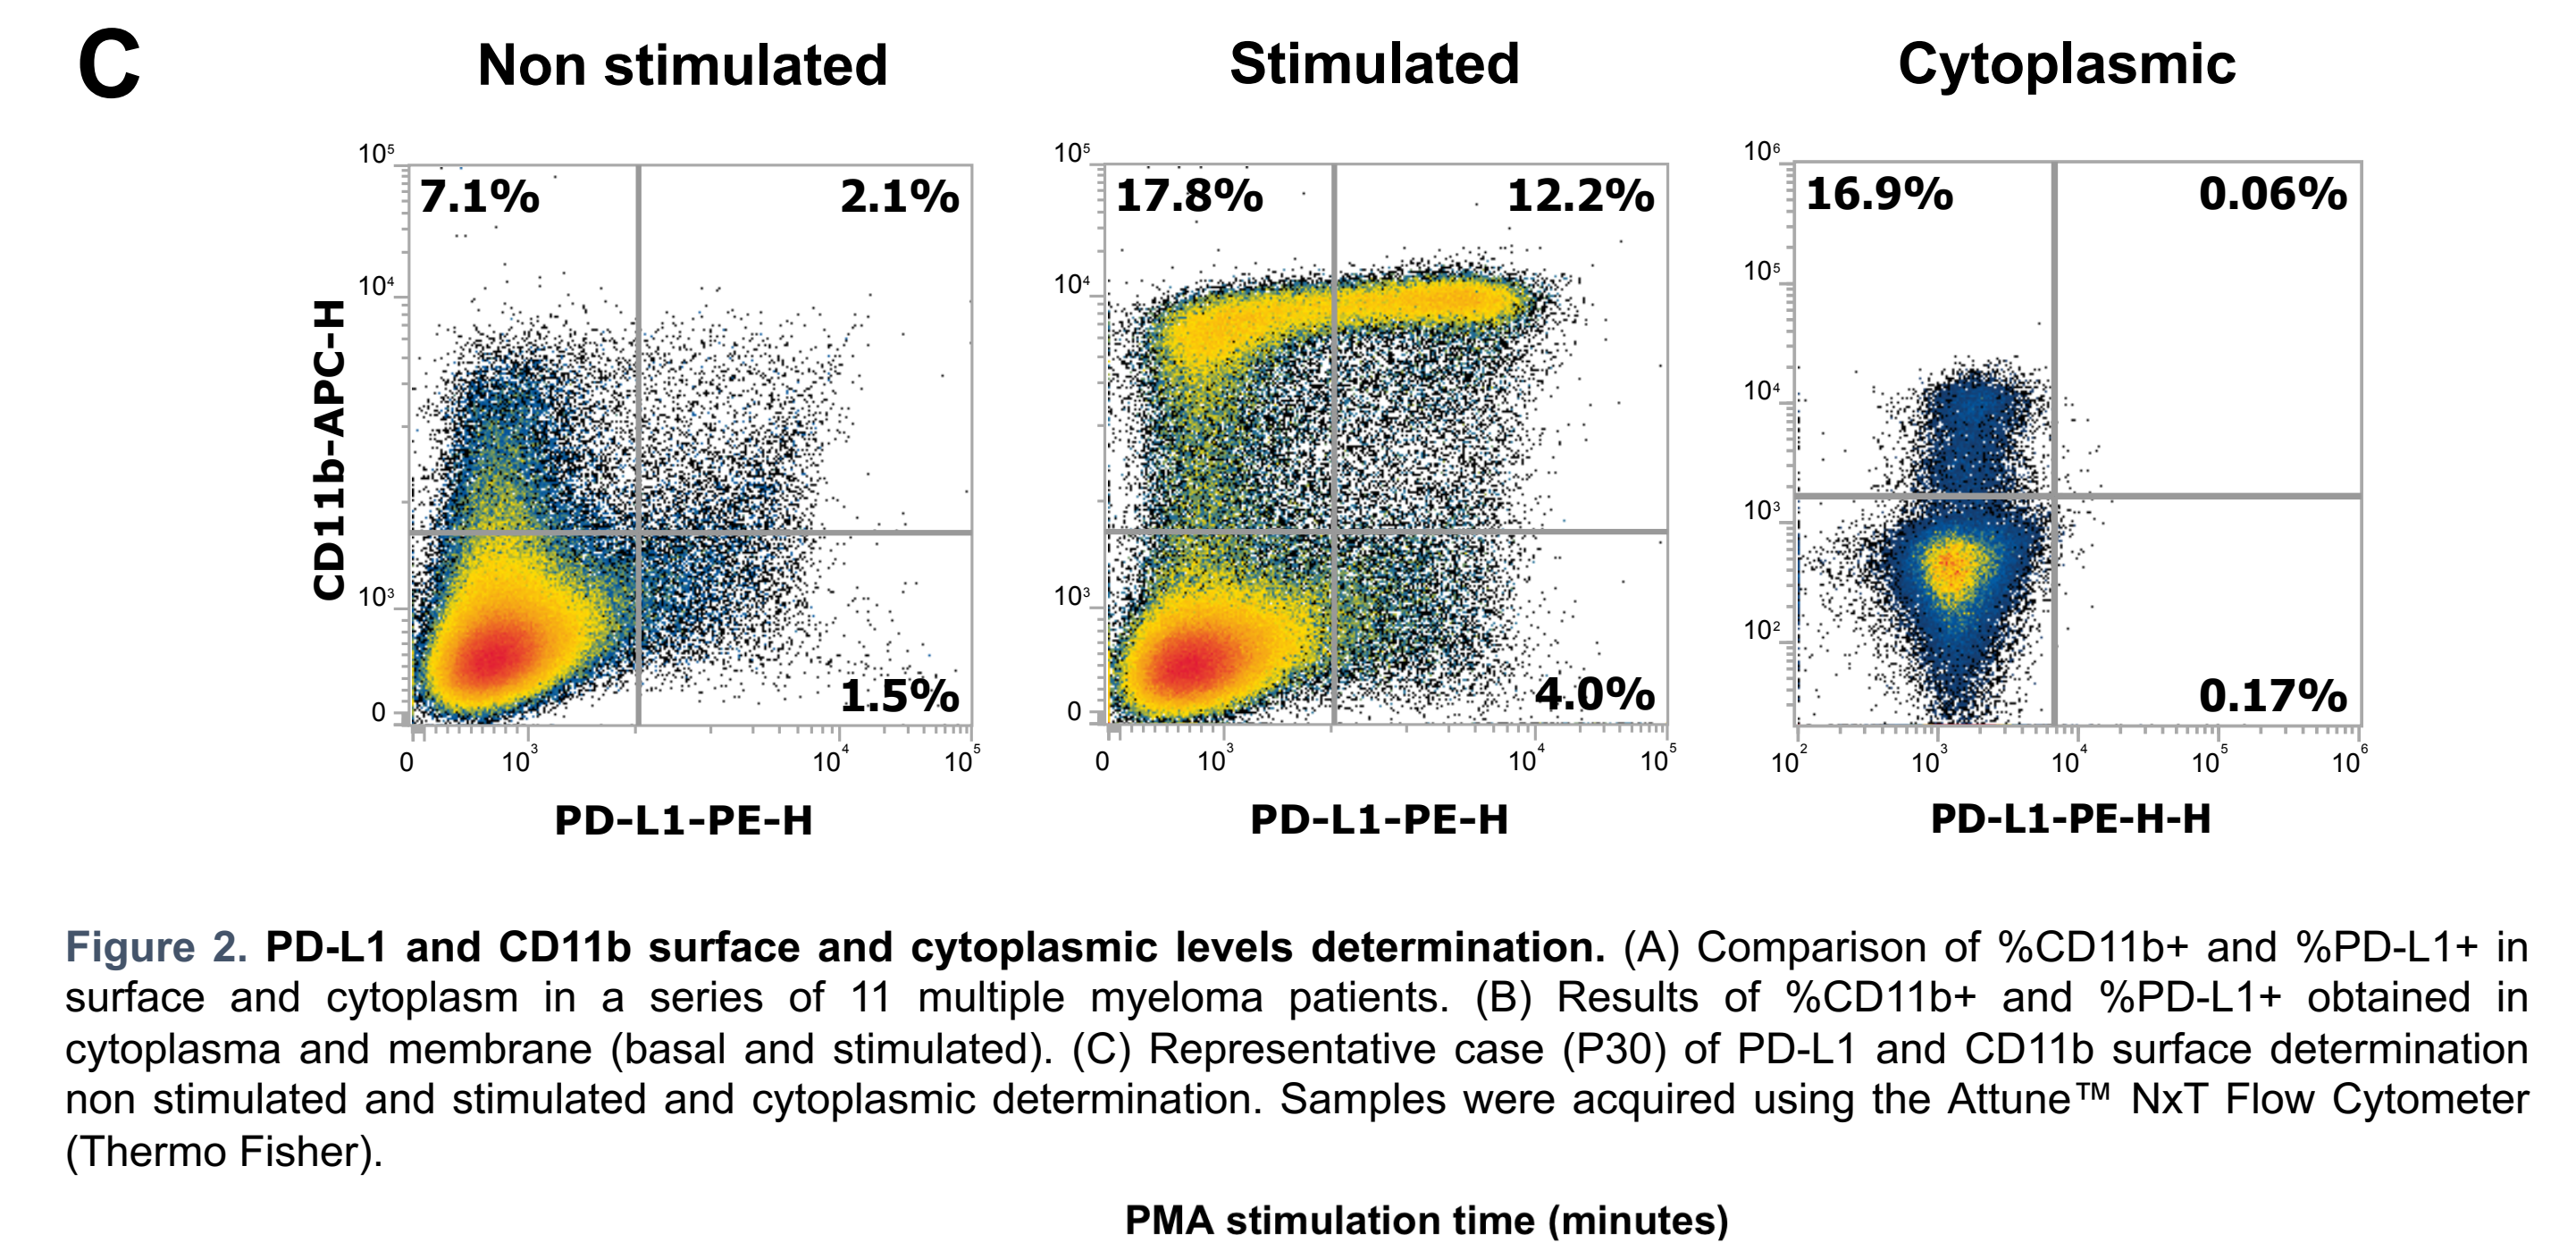 C
Non stimulated
Stimulated
Cytoplasmic
10⁵
10⁴
10³
0
CD11b-APC-H
7.1%
2.1%
1.5%
0
10³
10⁴
10⁵
PD-L1-PE-H
10⁵
10⁴
10³
0
17.8%
12.2%
4.0%
0
10³
10⁴
10⁵
PD-L1-PE-H
10⁶
10⁵
10⁴
10³
10²
16.9%
0.06%
0.17%
10²
10³
10⁴
10⁵
10⁶
PD-L1-PE-H-H
Figure 2. PD-L1 and CD11b surface and cytoplasmic levels determination. (A) Comparison of %CD11b+ and %PD-L1+ in
surface and cytoplasm in a series of 11 multiple myeloma patients. (B) Results of %CD11b+ and %PD-L1+ obtained in
cytoplasma and membrane (basal and stimulated). (C) Representative case (P30) of PD-L1 and CD11b surface determination
non stimulated and stimulated and cytoplasmic determination. Samples were acquired using the Attune™ NxT Flow Cytometer
(Thermo Fisher).
PMA stimulation time (minutes)